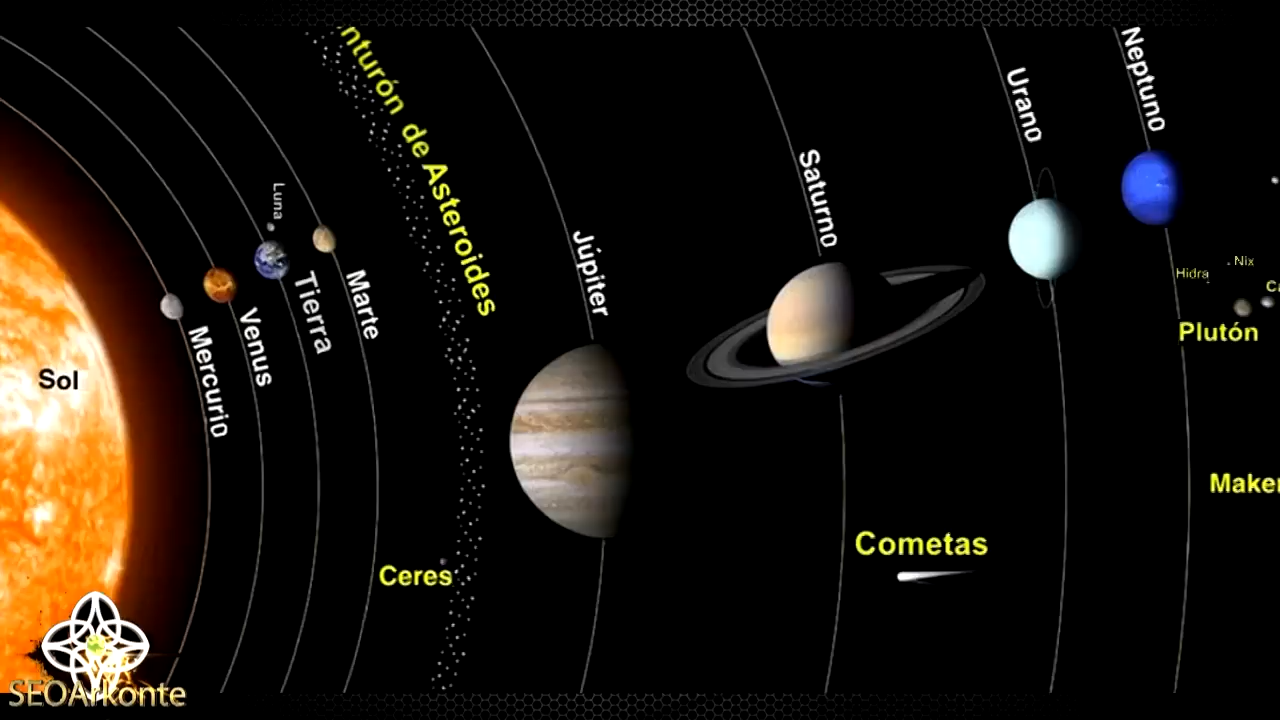 Sol
Mercurio
Venus
Luna
Tierra
Marte
nturón de Asteroides
Ceres
Júpiter
Saturno
Cometas
Urano
Neptuno
Hidra
Nix
Plutón
SEOArkonte